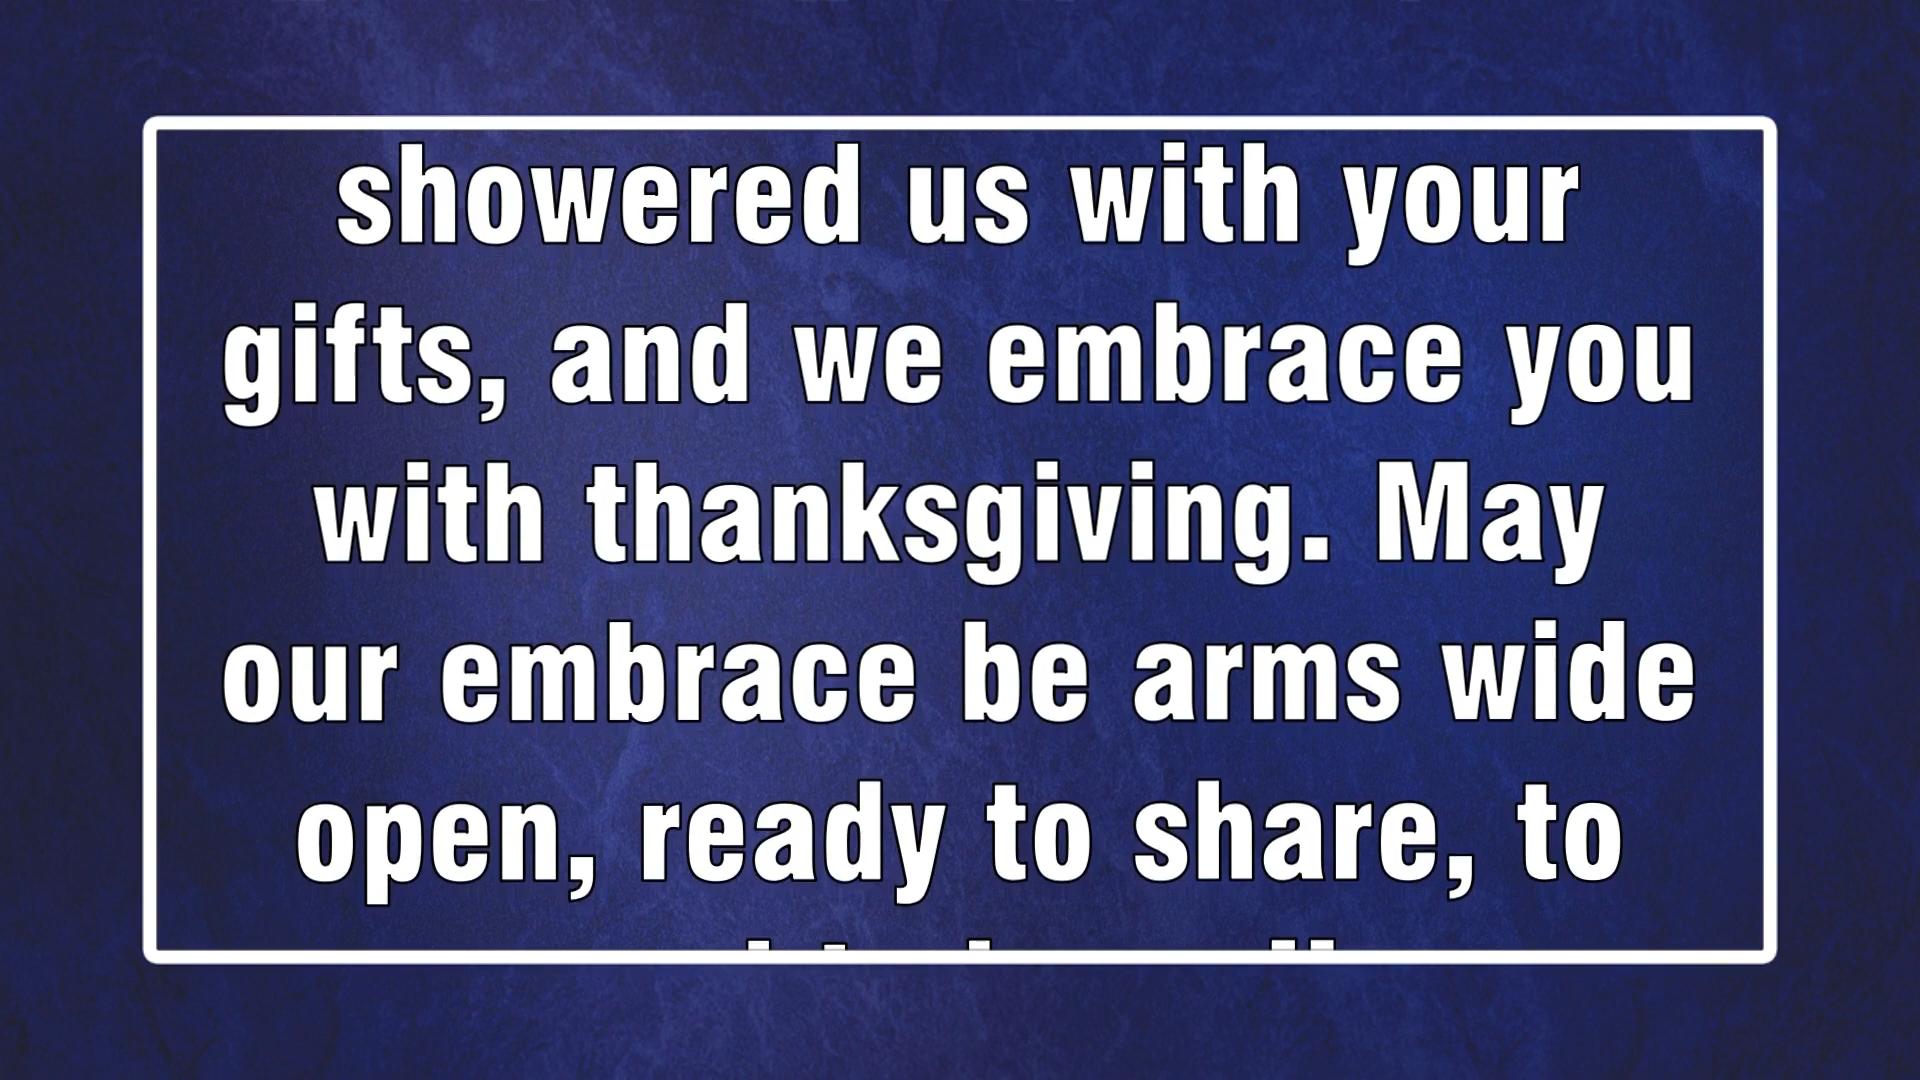 showered us with your
gifts, and we embrace you
with thanksgiving. May
our embrace be arms wide
open, ready to share, to